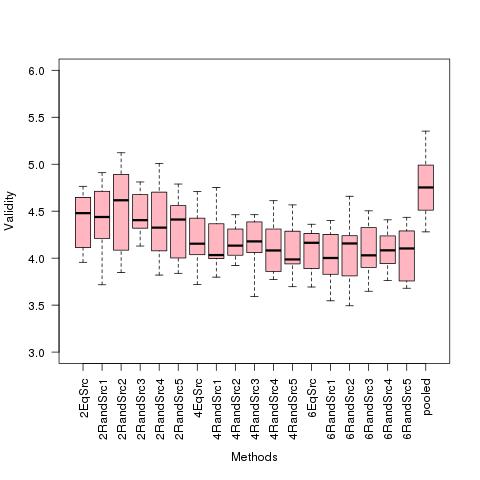 6.0
5.5
5.0
4.5
4.0
3.5
3.0
Validity
2EqSrc
2RandSrc1
2RandSrc2
2RandSrc3
2RandSrc4
2RandSrc5
4EqSrc
4RandSrc1
4RandSrc2
4RandSrc3
4RandSrc4
4RandSrc5
6EqSrc
6RandSrc1
6RandSrc2
6RandSrc3
6RandSrc4
6RandSrc5
pooled
Methods